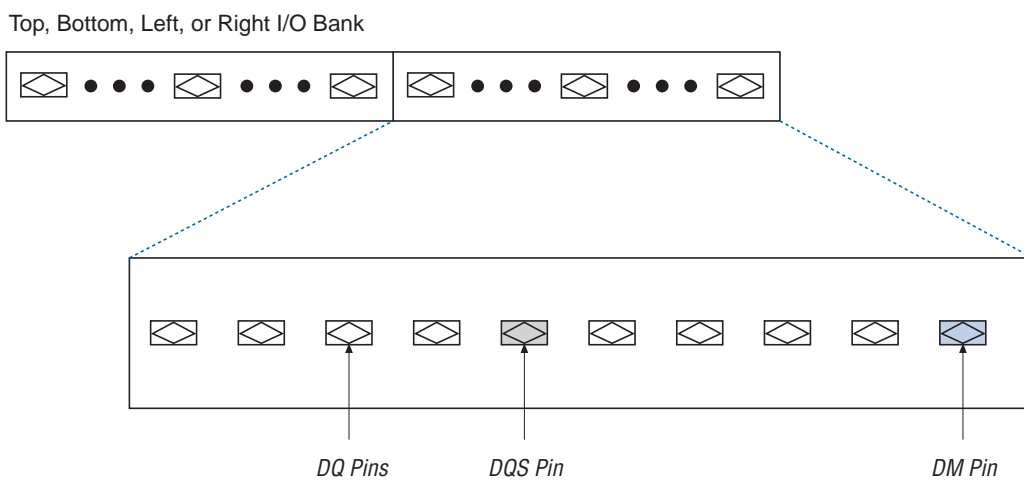 Top, Bottom, Left, or Right I/O Bank
DQ Pins
DQS Pin
DM Pin